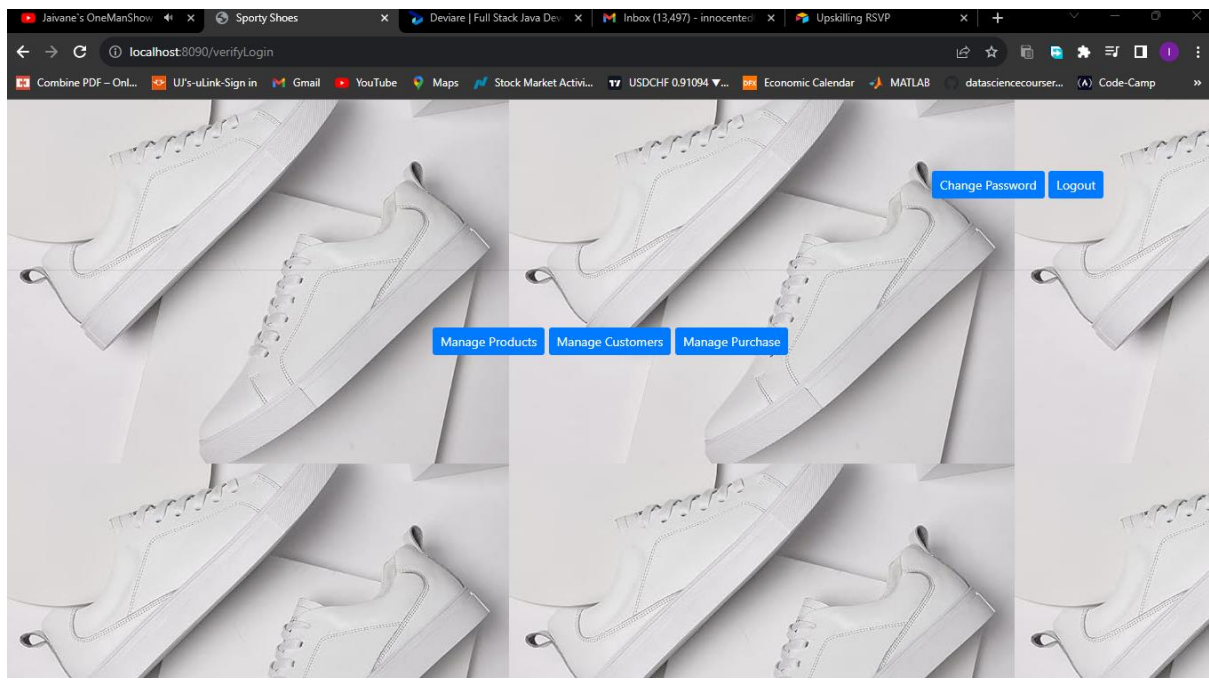 Jaivane's OneManShow Sporty Shoes Deviare | Full Stack Java Dev Inbox (13,497) - innocented Upskilling RSVP
localhost:8090/verifyLogin
Combine PDF – Onl... UJ's-uLink-Sign in Gmail YouTube Maps Stock Market Activi... USDCHF 0.91094 ▼... Economic Calendar MATLAB datasciencecourser... Code-Camp »
Change Password Logout
Manage Products Manage Customers Manage Purchase